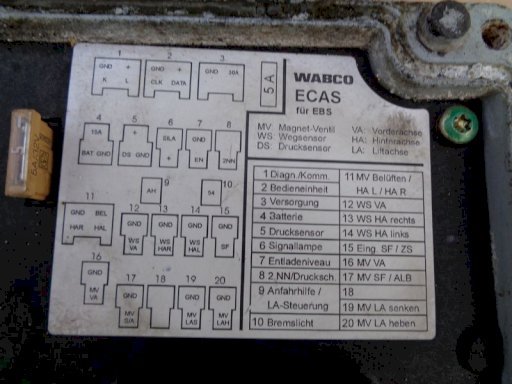 1 2 3
GND + GND + GND 30A
K L CLK DATA
5 A
WABCO
ECAS
für EBS
MV: Magnet-Ventil VA: Vorderachse
WS: Wegsensor HA: Hinterachse
DS: Drucksensor LA: Liftachse
4 5 6 7 8
15A + SILA GND
BAT GND DS GND + EN 2NN
AH 9 54 10
11 12 13 14 15
GND BEL GND GND GND GND
HAR HAL WS VA WS HAR WS HAL SF
16 17 18 19 20
GND GND GND GND
MV VA MV S/A MV LAS MV LAH
1 Diagn./Komm.
2 Bedieneinheit
3 Versorgung
4 Batterie
5 Drucksensor
6 Signallampe
7 Entladeniveau
8 2.NN/Drucksch.
9 Anfahrhilfe /
LA-Steuerung
10 Bremslicht
11 MV Belüften /
HA L / HA R
12 WS VA
13 WS HA rechts
14 WS HA links
15 Eing. SF / ZS
16 MV VA
17 MV SF / ALB
18
19 MV LA senken
20 MV LA heben